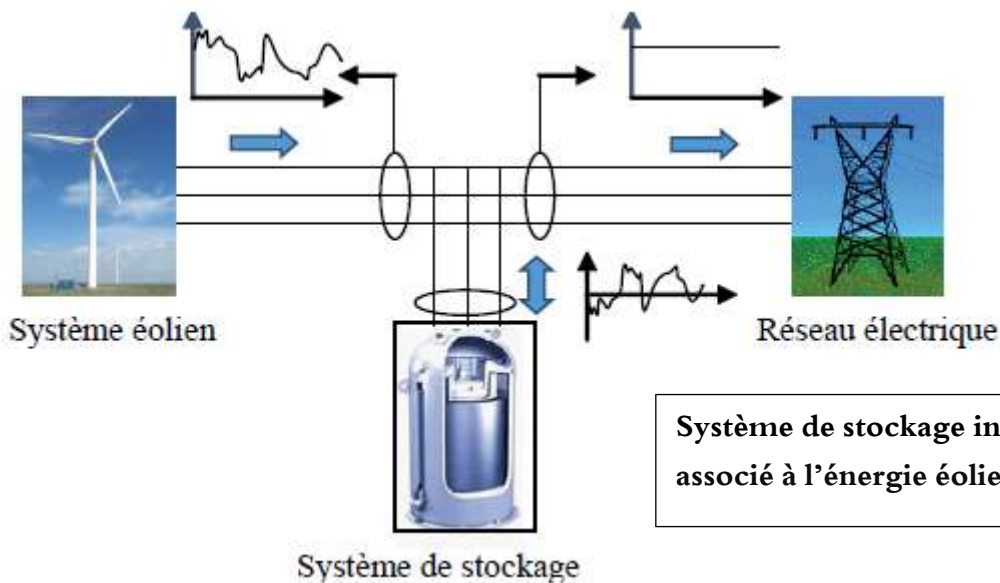 Système éolien
Réseau électrique
Système de stockage in
associé à l'énergie éolie
Système de stockage